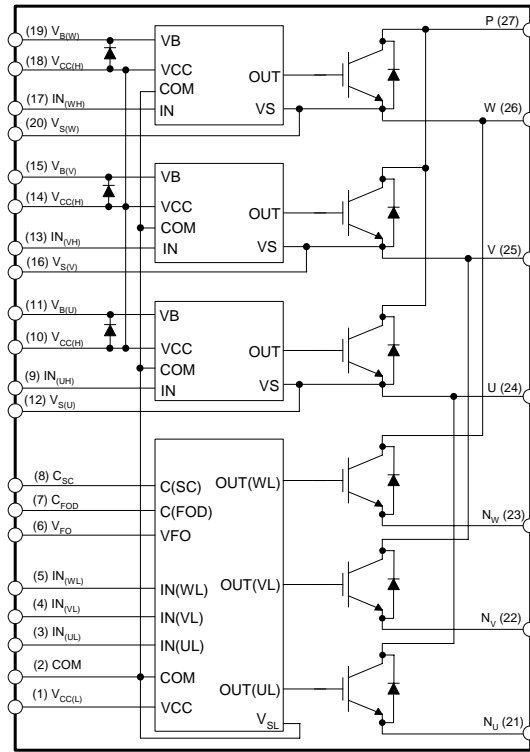 (19) VB(W)
(18) VCC(H)
(17) IN(WH)
(20) VS(W)
VB
VCC
COM
IN
OUT
VS
P (27)
W (26)
(15) VB(V)
(14) VCC(H)
(13) IN(VH)
(16) VS(V)
VB
VCC
COM
IN
OUT
VS
V (25)
(11) VB(U)
(10) VCC(H)
(9) IN(UH)
(12) VS(U)
VB
VCC
COM
IN
OUT
VS
U (24)
(8) CSC
(7) CFOD
(6) VFO
(5) IN(WL)
(4) IN(VL)
(3) IN(UL)
(2) COM
(1) VCC(L)
C(SC)
C(FOD)
VFO
IN(WL)
IN(VL)
IN(UL)
COM
VCC
OUT(WL)
OUT(VL)
OUT(UL)
VSL
NW (23)
NV (22)
NU (21)